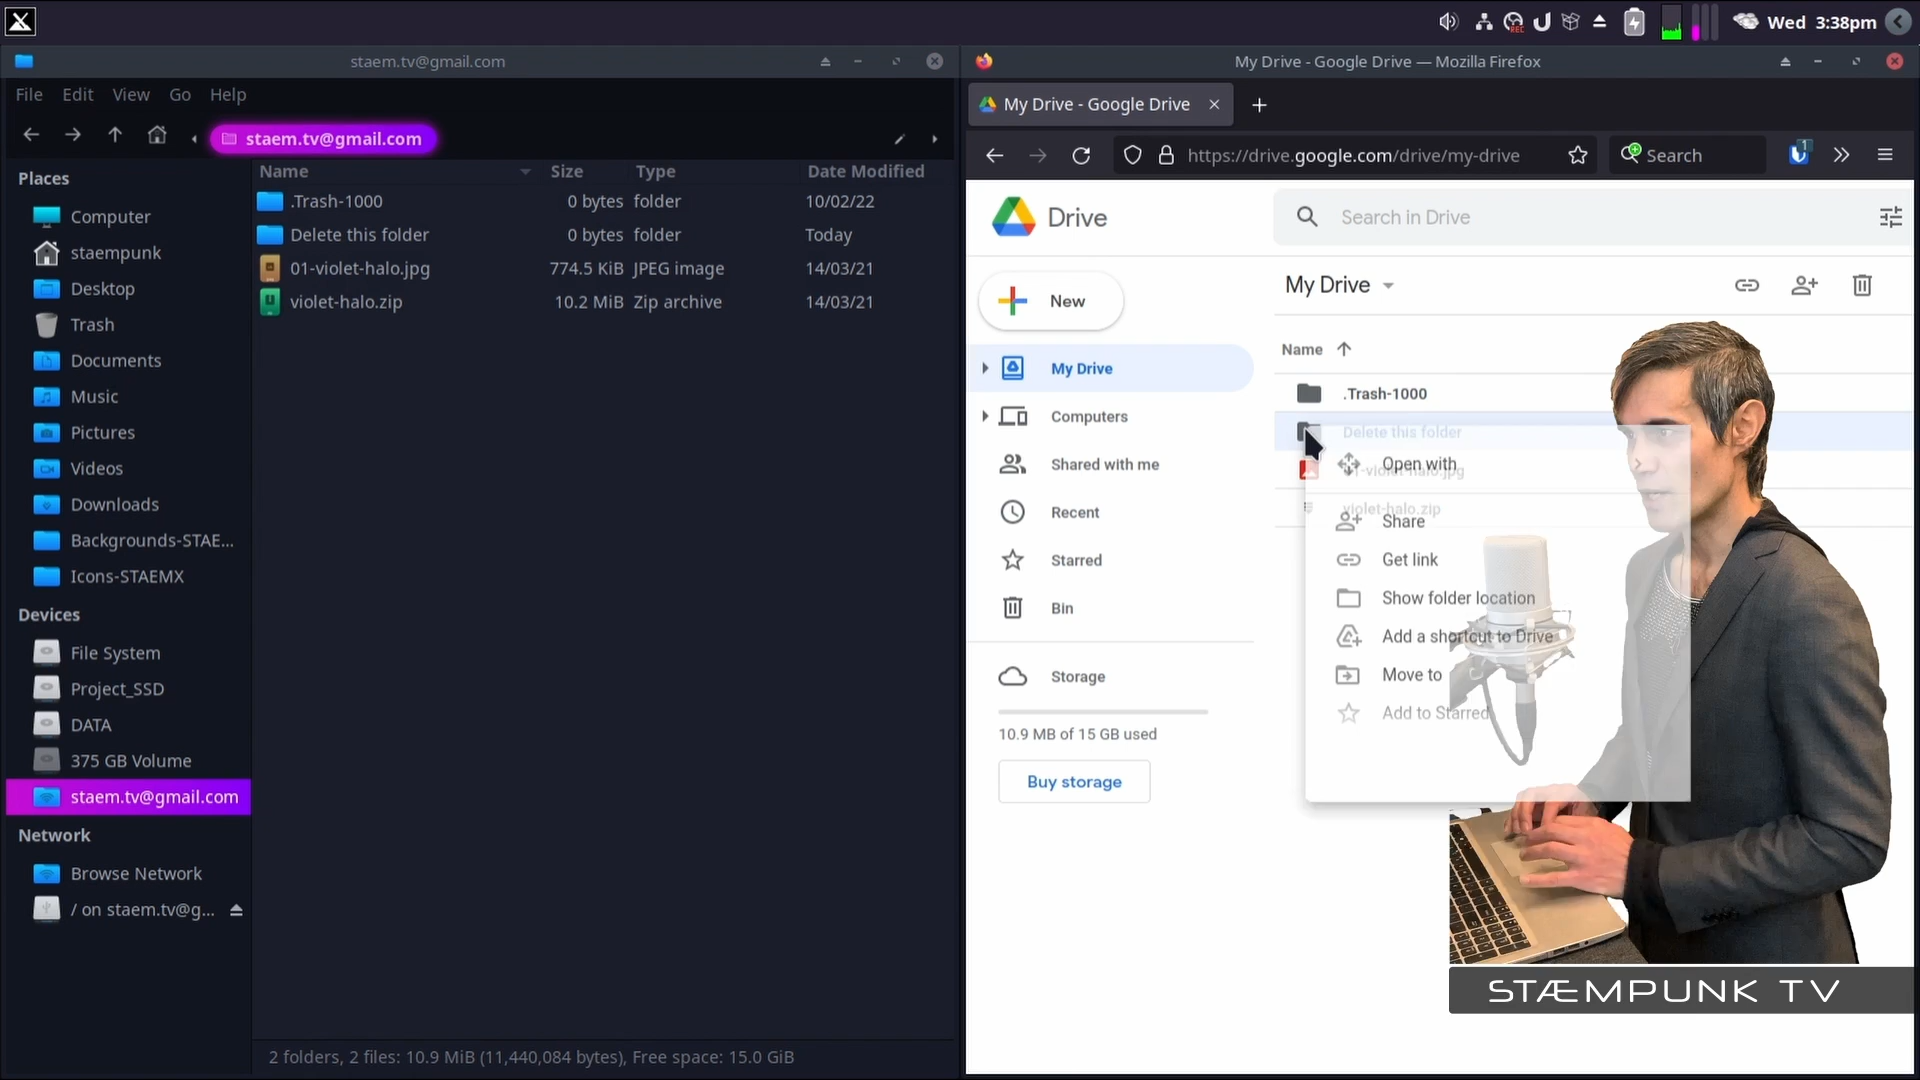 Wed 3:38pm
staem.tv@gmail.com
File Edit View Go Help
staem.tv@gmail.com
Places
Computer
staempunk
Desktop
Trash
Documents
Music
Pictures
Videos
Downloads
Backgrounds-STAE...
Icons-STAEMX
Devices
File System
Project_SSD
DATA
375 GB Volume
staem.tv@gmail.com
Network
Browse Network
/ on staem.tv@g...
Name Size Type Date Modified
.Trash-1000 0 bytes folder 10/02/22
Delete this folder 0 bytes folder Today
01-violet-halo.jpg 774.5 KiB JPEG image 14/03/21
violet-halo.zip 10.2 MiB Zip archive 14/03/21
2 folders, 2 files: 10.9 MiB (11,440,084 bytes), Free space: 15.0 GiB
My Drive - Google Drive — Mozilla Firefox
My Drive - Google Drive
https://drive.google.com/drive/my-drive
Search
1
Drive
Search in Drive
New
My Drive
Computers
Shared with me
Recent
Starred
Bin
Storage
10.9 MB of 15 GB used
Buy storage
My Drive
Name
.Trash-1000
Delete this folder
Open with
-violet-halo.jpg
violet-halo.zip
Share
Get link
Show folder location
Add a shortcut to Drive
Move to
Add to Starred
STÆMPUNK TV